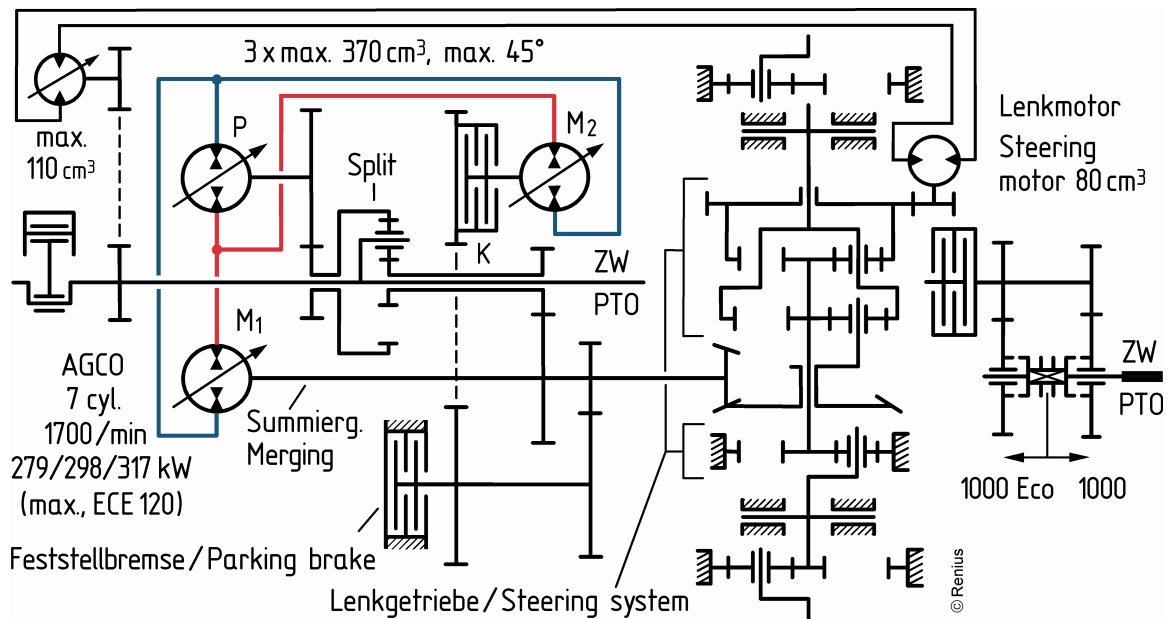 3 x max. 370 cm³, max. 45°
max.
110 cm³
P
M₂
Split
K
ZW
PTO
Lenkmotor
Steering
motor 80 cm³
M₁
AGCO
7 cyl.
1700/min
279/298/317 kW
(max., ECE 120)
Summierg.
Merging
ZW
PTO
1000 Eco
1000
Feststellbremse/Parking brake
Lenkgetriebe/Steering system
© Renius